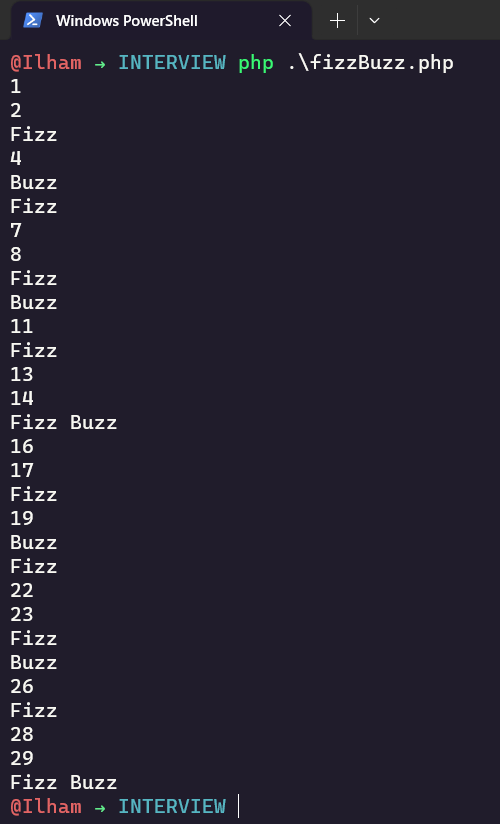 Windows PowerShell
@Ilham → INTERVIEW php .\fizzBuzz.php
1
2
Fizz
4
Buzz
Fizz
7
8
Fizz
Buzz
11
Fizz
13
14
Fizz Buzz
16
17
Fizz
19
Buzz
Fizz
22
23
Fizz
Buzz
26
Fizz
28
29
Fizz Buzz
@Ilham → INTERVIEW